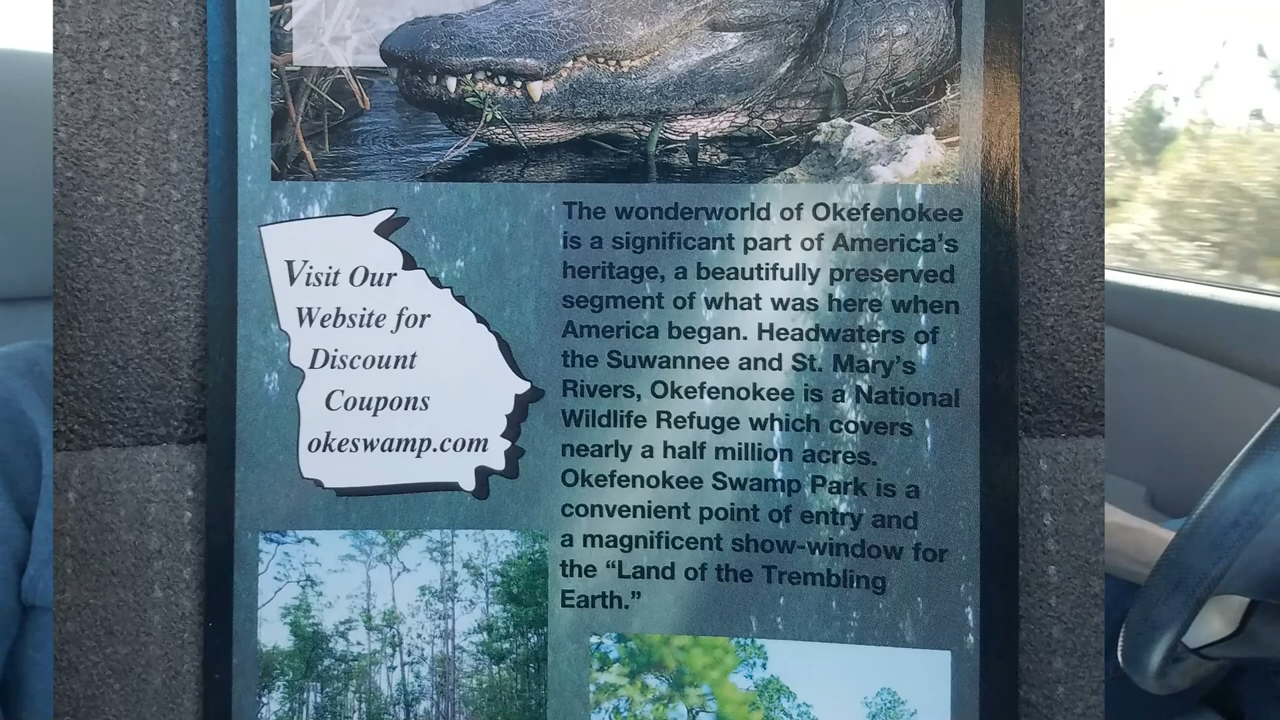 Visit Our
Website for
Discount
Coupons
okeswamp.com
The wonderworld of Okefenokee
is a significant part of America's
heritage, a beautifully preserved
segment of what was here when
America began. Headwaters of
the Suwannee and St. Mary's
Rivers, Okefenokee is a National
Wildlife Refuge which covers
nearly a half million acres.
Okefenokee Swamp Park is a
convenient point of entry and
a magnificent show-window for
the “Land of the Trembling
Earth.”